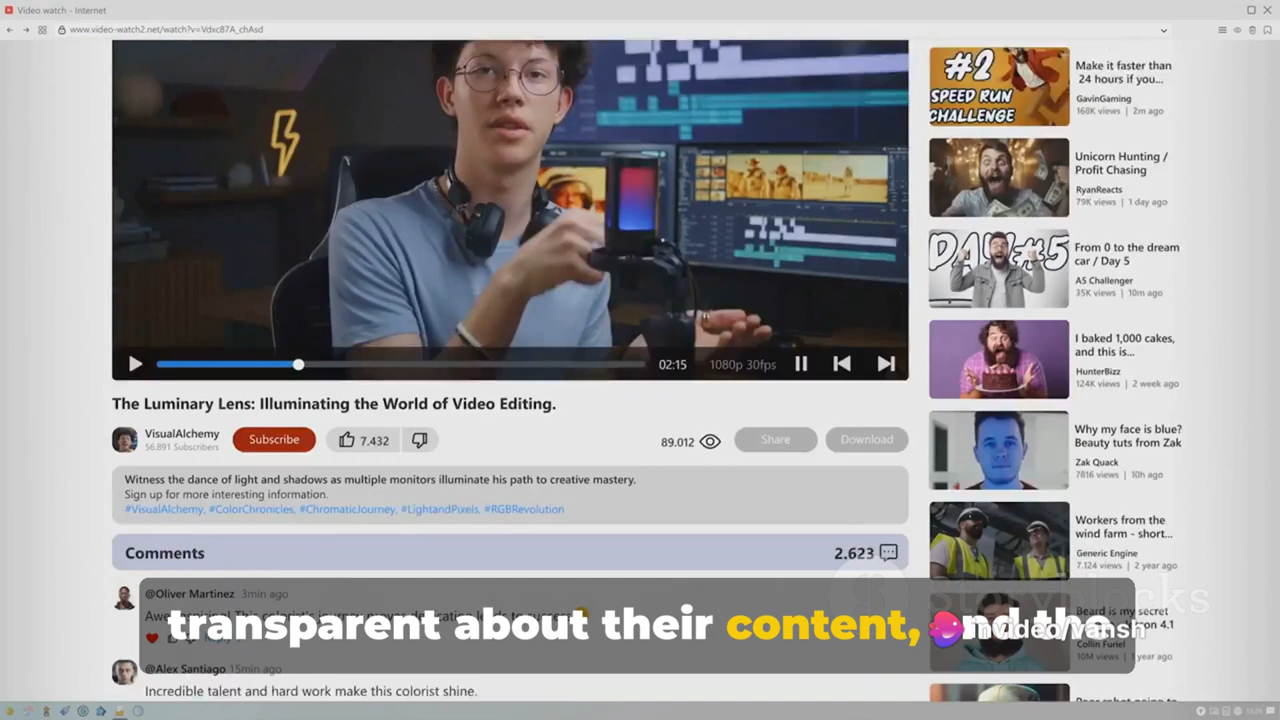 Video watch - Internet
www.video-watch2.net/watch?v=Vdxc87A_chAsd
02:15 1080p 30fps
The Luminary Lens: Illuminating the World of Video Editing.
VisualAlchemy
56.891 Subscribers
Subscribe
7.432
89.012
Share
Download
Witness the dance of light and shadows as multiple monitors illuminate his path to creative mastery.
Sign up for more interesting information.
#VisualAlchemy, #ColorChronicles, #ChromaticJourney, #LightandPixels, #RGBRevolution
Comments
2.623
@Oliver Martinez 3min ago
transparent about their content, and the
invideo/vansh
@Alex Santiago 15min ago
Incredible talent and hard work make this colorist shine.
#2
SPEED RUN
CHALLENGE
Make it faster than
24 hours if you...
GavinGaming
168K views | 2m ago
Unicorn Hunting /
Profit Chasing
RyanReacts
79K views | 1 day ago
DAY#5
From 0 to the dream
car / Day 5
A5 Challenger
35K views | 10m ago
I baked 1,000 cakes,
and this is...
HunterBizz
124K views | 2 week ago
Why my face is blue?
Beauty tuts from Zak
Zak Quack
7816 views | 10h ago
Workers from the
wind farm - short...
Generic Engine
7.124 views | 2 year ago
Storyblocks
Beard is my secret
Collin Furiel
10M views | 1 year ago